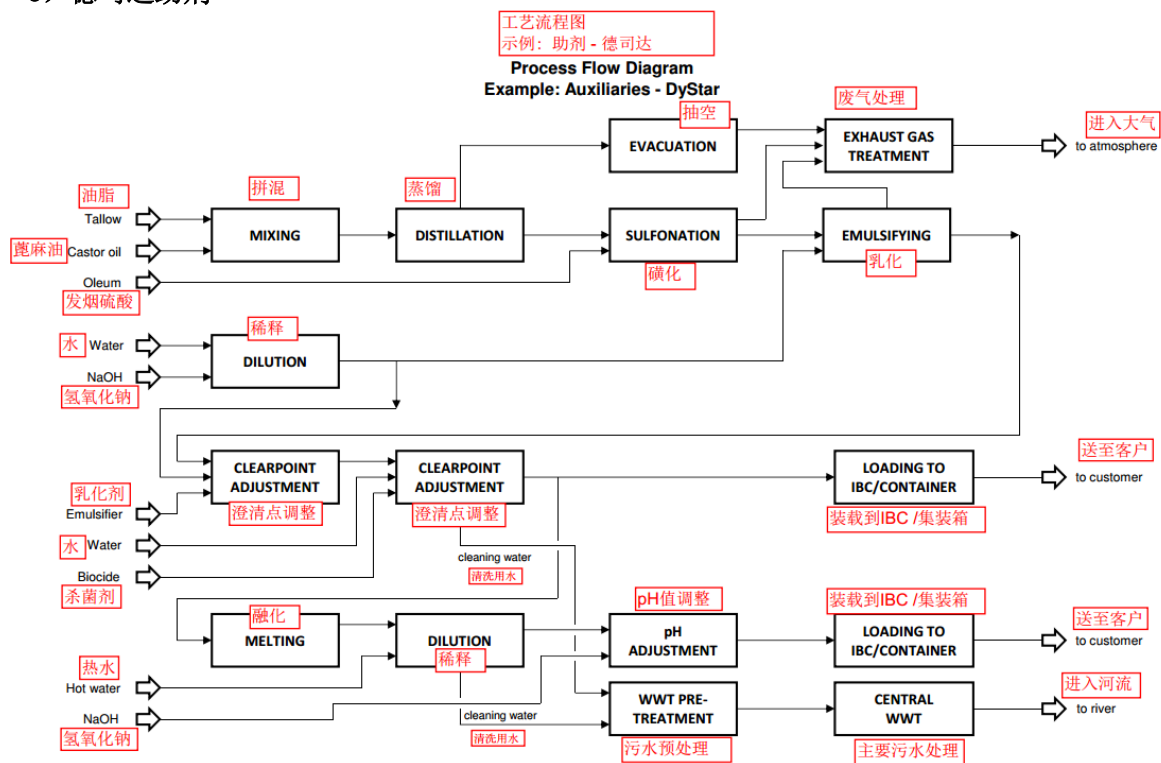 工艺流程图
示例：助剂 - 德司达
Process Flow Diagram
Example: Auxiliaries - DyStar
抽空
EVACUATION
废气处理
EXHAUST GAS
TREATMENT
进入大气
to atmosphere
油脂
Tallow
蓖麻油 Castor oil
拼混
MIXING
蒸馏
DISTILLATION
SULFONATION
磺化
EMULSIFYING
乳化
Oleum
发烟硫酸
水 Water
稀释
DILUTION
NaOH
氢氧化钠
CLEARPOINT
ADJUSTMENT
澄清点调整
CLEARPOINT
ADJUSTMENT
澄清点调整
LOADING TO
IBC/CONTAINER
装载到IBC /集装箱
送至客户
to customer
乳化剂
Emulsifier
水 Water
Biocide
杀菌剂
cleaning water
清洗用水
融化
MELTING
DILUTION
稀释
pH值调整
pH
ADJUSTMENT
装载到IBC /集装箱
LOADING TO
IBC/CONTAINER
送至客户
to customer
热水
Hot water
NaOH
氢氧化钠
cleaning water
清洗用水
WWT PRE-
TREATMENT
污水预处理
CENTRAL
WWT
主要污水处理
进入河流
to river